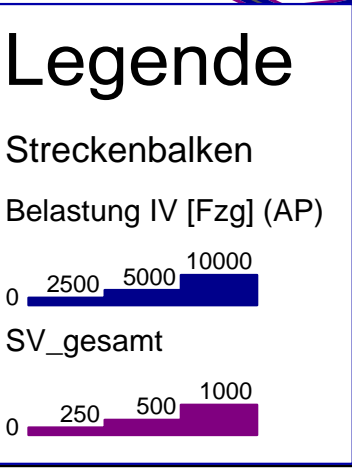 Legende
Streckenbalken
Belastung IV [Fzg] (AP)
0 2500 5000 10000
SV_gesamt
0 250 500 1000